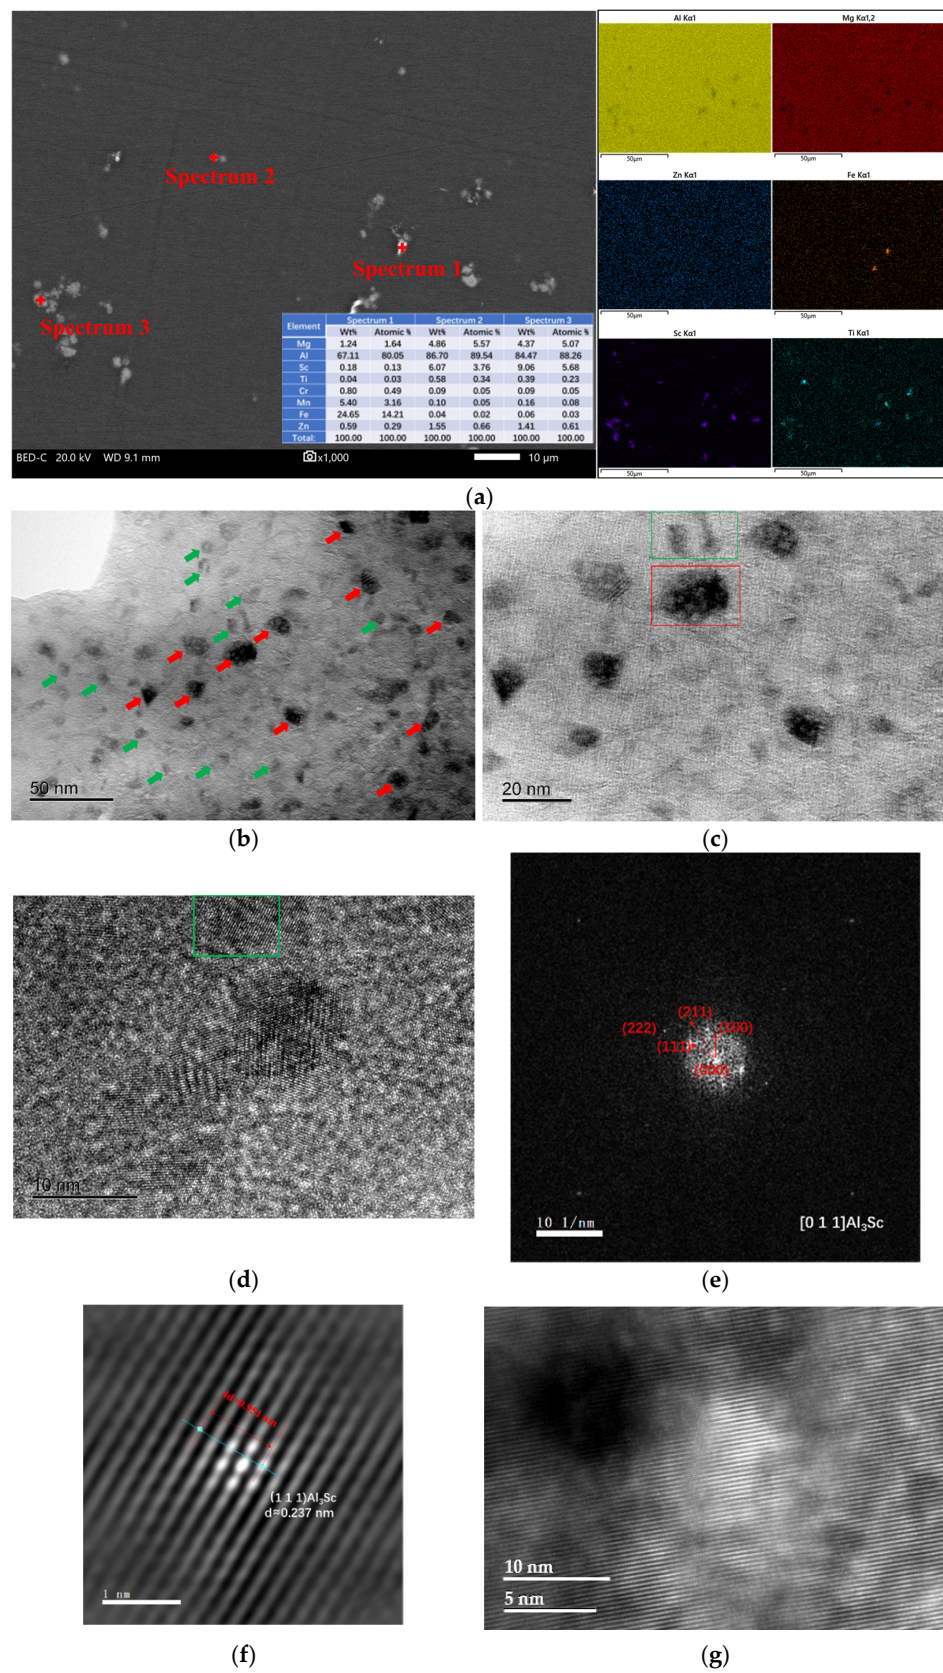 Al Kα1
Mg Kα1,2
Spectrum 2
Spectrum 1
Spectrum 3
50μm
50μm
Zn Kα1
Fe Kα1
50μm
50μm
Sc Kα1
Ti Kα1
50μm
50μm
Element Spectrum 1 Spectrum 2 Spectrum 3
Wt% Atomic % Wt% Atomic % Wt% Atomic %
Mg 1.24 1.64 4.86 5.57 4.37 5.07
Al 67.11 80.05 86.70 89.54 84.47 88.26
Sc 0.18 0.13 6.07 3.76 9.06 5.68
Ti 0.04 0.03 0.58 0.34 0.39 0.23
Cr 0.80 0.49 0.09 0.05 0.09 0.05
Mn 5.40 3.16 0.10 0.05 0.16 0.08
Fe 24.65 14.21 0.04 0.02 0.06 0.03
Zn 0.59 0.29 1.55 0.66 1.41 0.61
Total: 100.00 100.00 100.00 100.00 100.00 100.00
BED-C 20.0 kV WD 9.1 mm x1,000 10 μm
(a)
50 nm
20 nm
(b)
(c)
10 nm
(211)
(222)
(100)
(111)
(000)
10 1/nm
[0 1 1]Al₃Sc
(d)
(e)
(1 1 1)Al₃Sc
d≈0.237 nm
1 nm
10 nm
5 nm
(f)
(g)